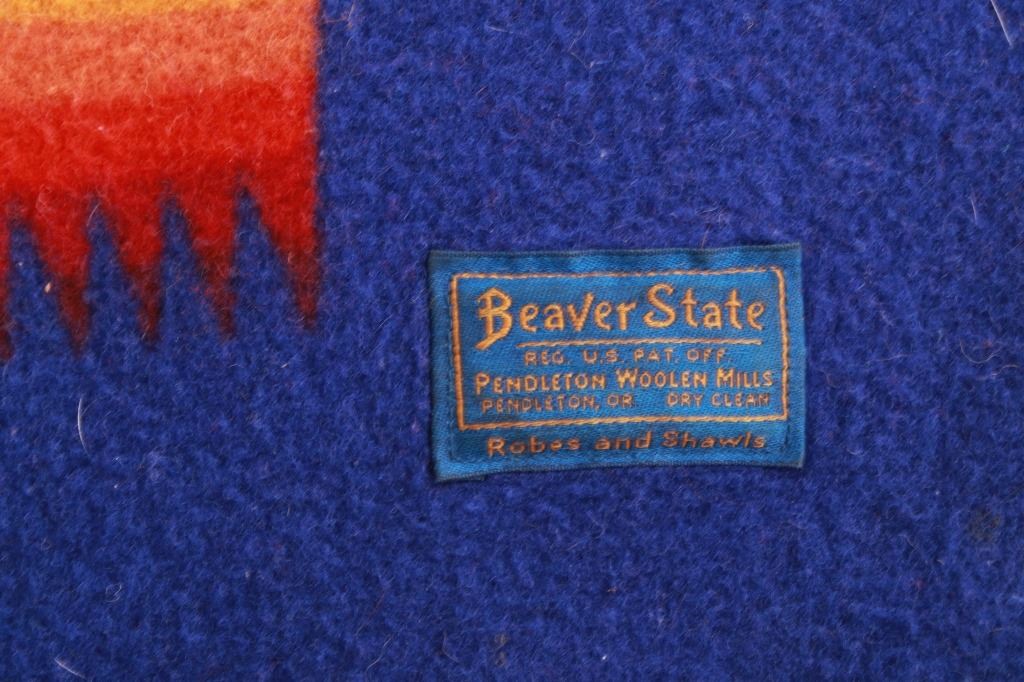 Beaver State
REG. U.S. PAT. OFF.
PENDLETON WOOLEN MILLS
PENDLETON, OR. DRY CLEAN
Robes and Shawls